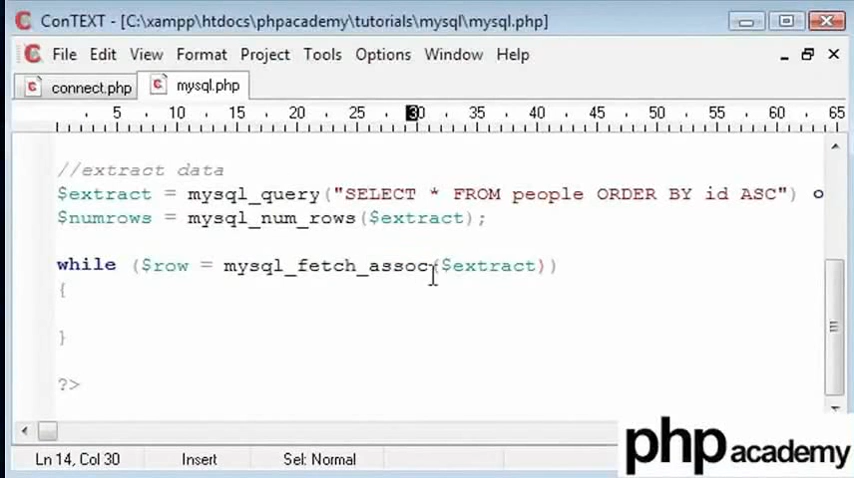 ConTEXT - [C:\xampp\htdocs\phpacademy\tutorials\mysql\mysql.php]
File Edit View Format Project Tools Options Window Help
connect.php mysql.php
5 10 15 20 25 30 35 40 45 50 55 60 65
//extract data
$extract = mysql_query("SELECT * FROM people ORDER BY id ASC") o
$numrows = mysql_num_rows($extract);
while ($row = mysql_fetch_assoc($extract))
{
}
?>
Ln 14, Col 30 Insert Sel: Normal
php academy